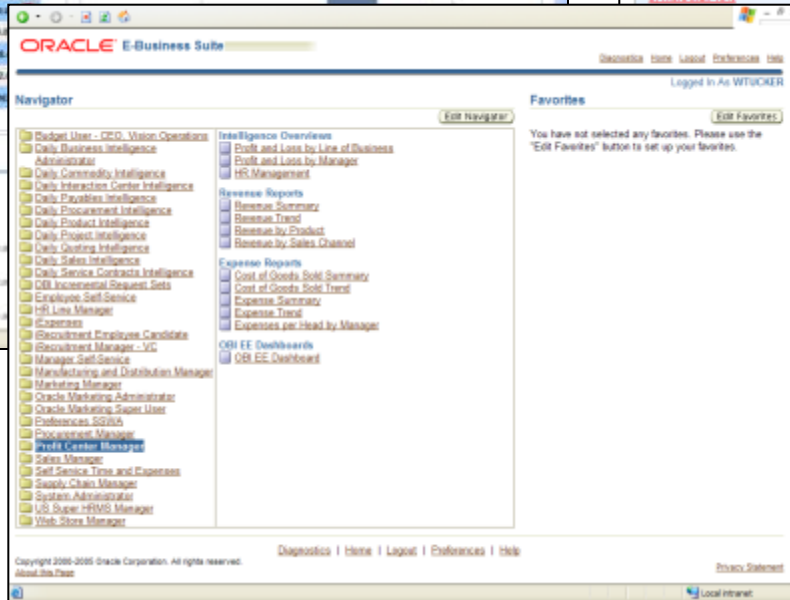 ORACLE E-Business Suite
Diagnostics Home Logout Preferences Help
Logged In As WTUCKER
Navigator
Edit Navigator
Budget User - CEO, Vision Operations
Daily Business Intelligence
Administrator
Daily Commodity Intelligence
Daily Interaction Center Intelligence
Daily Payables Intelligence
Daily Procurement Intelligence
Daily Product Intelligence
Daily Project Intelligence
Daily Quoting Intelligence
Daily Sales Intelligence
Daily Service Contracts Intelligence
DBI Incremental Request Sets
Employee Self-Service
HR Line Manager
iExpenses
iRecruitment Employee Candidate
iRecruitment Manager - VC
Manager Self-Service
Manufacturing and Distribution Manager
Marketing Manager
Oracle Marketing Administrator
Oracle Marketing Super User
Preferences SSWA
Procurement Manager
Profit Center Manager
Sales Manager
Self Service Time and Expenses
Supply Chain Manager
System Administrator
US Super HRMS Manager
Web Store Manager
Intelligence Overviews
Profit and Loss by Line of Business
Profit and Loss by Manager
HR Management
Revenue Reports
Revenue Summary
Revenue Trend
Revenue by Product
Revenue by Sales Channel
Expense Reports
Cost of Goods Sold Summary
Cost of Goods Sold Trend
Expense Summary
Expense Trend
Expenses per Head by Manager
OBI EE Dashboards
OBI EE Dashboard
Favorites
Edit Favorites
You have not selected any favorites. Please use the
"Edit Favorites" button to set up your favorites.
Diagnostics | Home | Logout | Preferences | Help
Copyright 2000-2005 Oracle Corporation. All rights reserved.
About this Page
Privacy Statement
Local intranet